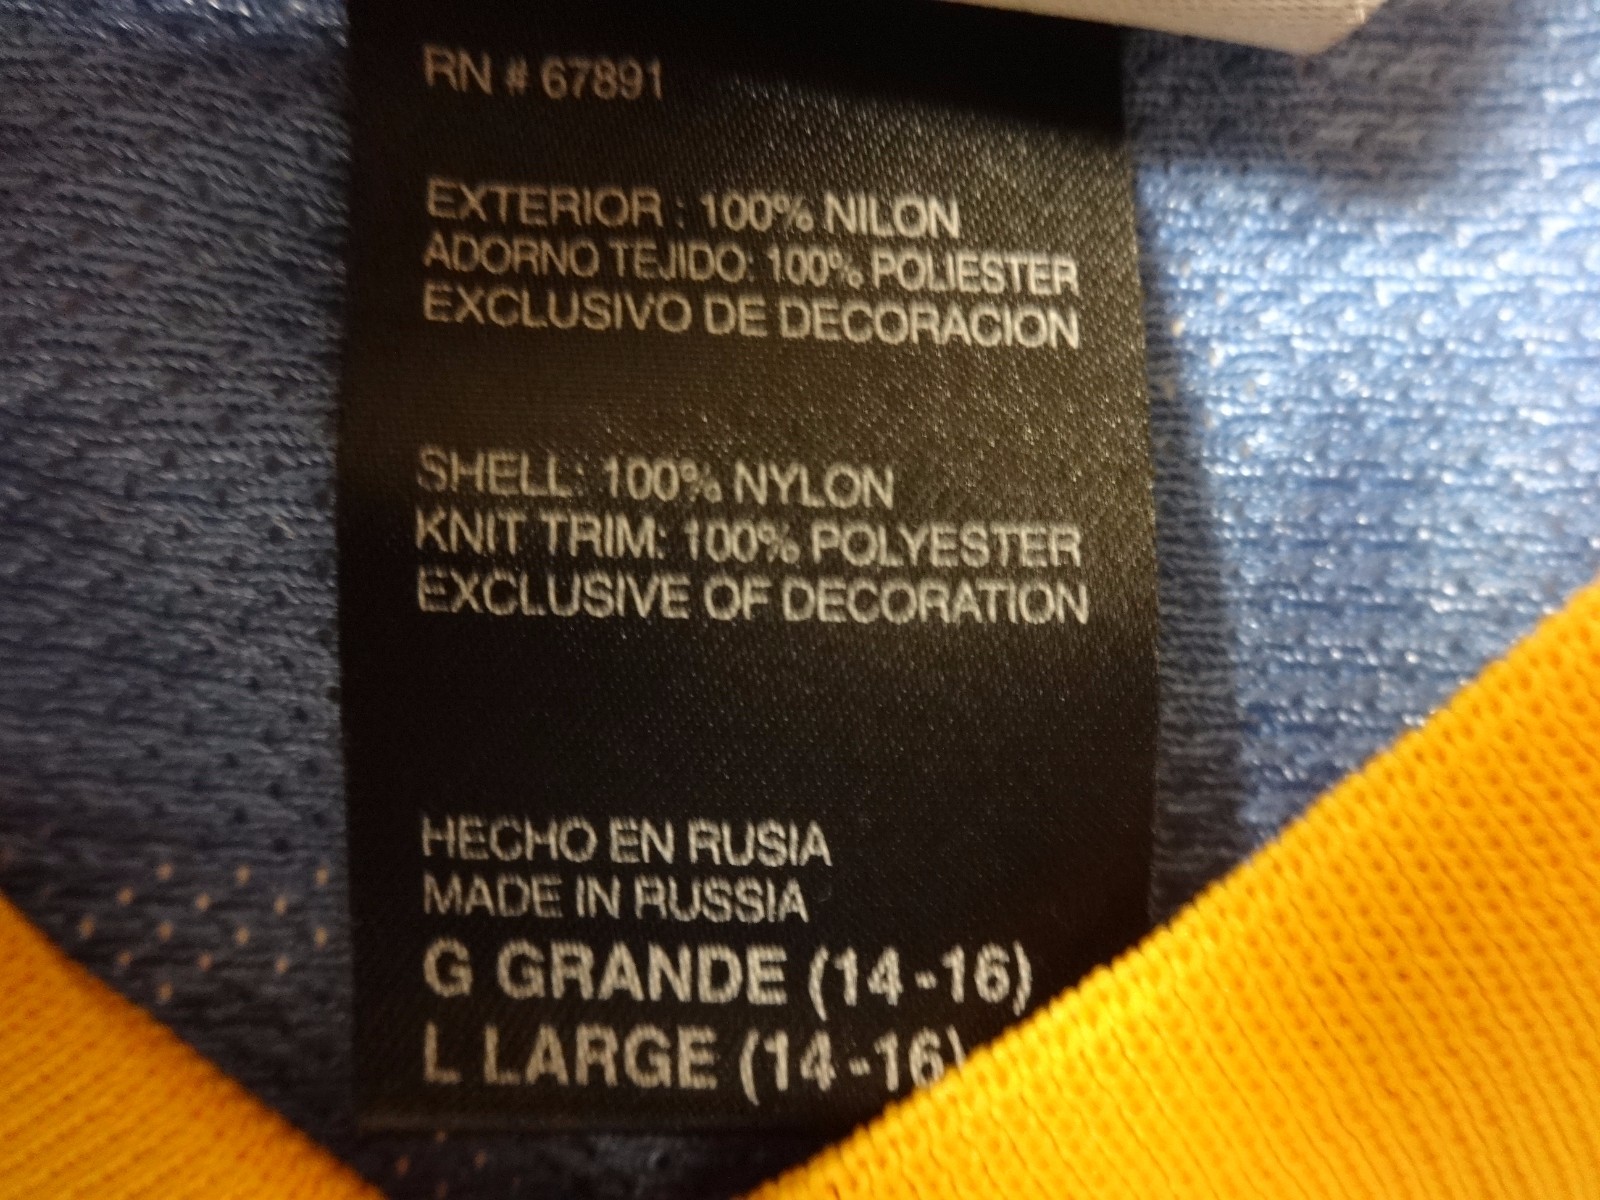 RN # 67891
EXTERIOR : 100% NILON
ADORNO TEJIDO: 100% POLIESTER
EXCLUSIVO DE DECORACION
SHELL: 100% NYLON
KNIT TRIM: 100% POLYESTER
EXCLUSIVE OF DECORATION
HECHO EN RUSIA
MADE IN RUSSIA
G GRANDE (14-16)
L LARGE (14-16)